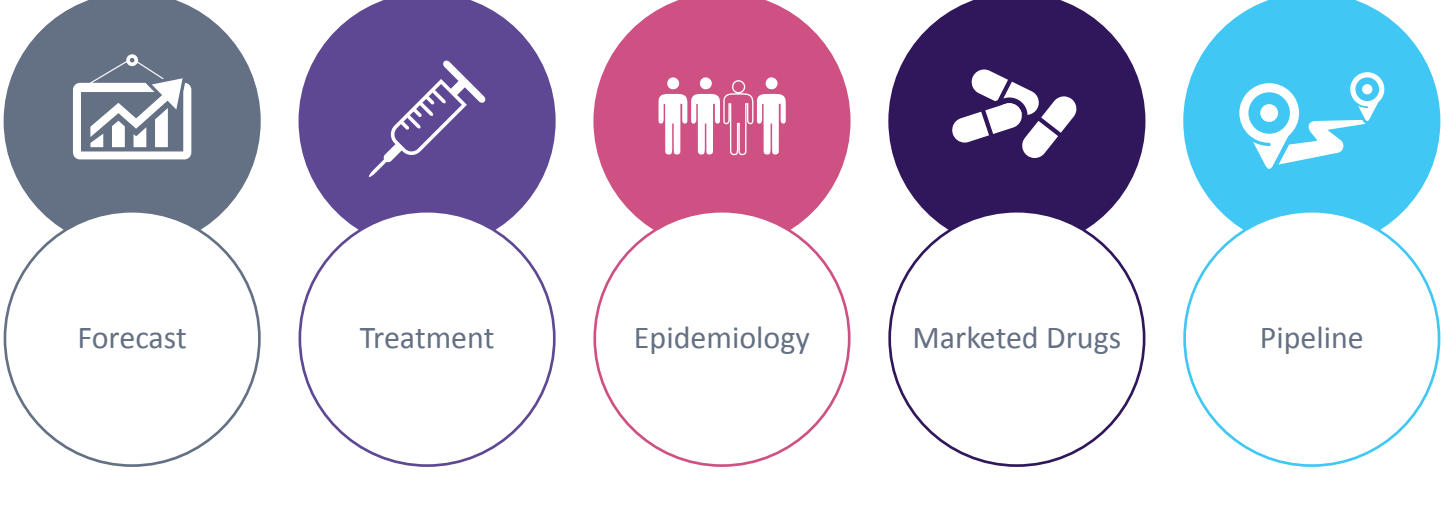 Forecast
Treatment
Epidemiology
Marketed Drugs
Pipeline